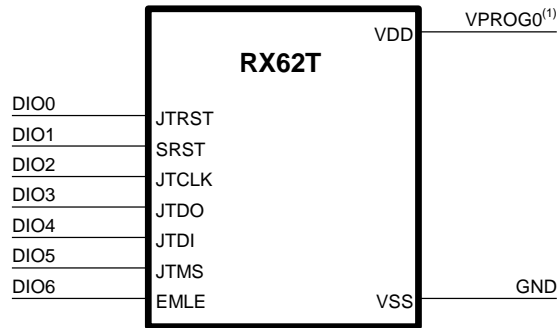 VDD VPROG0(1)
RX62T
DIO0 JTRST
DIO1 SRST
DIO2 JTCLK
DIO3 JTDO
DIO4 JTDI
DIO5 JTMS
DIO6 EMLE VSS GND